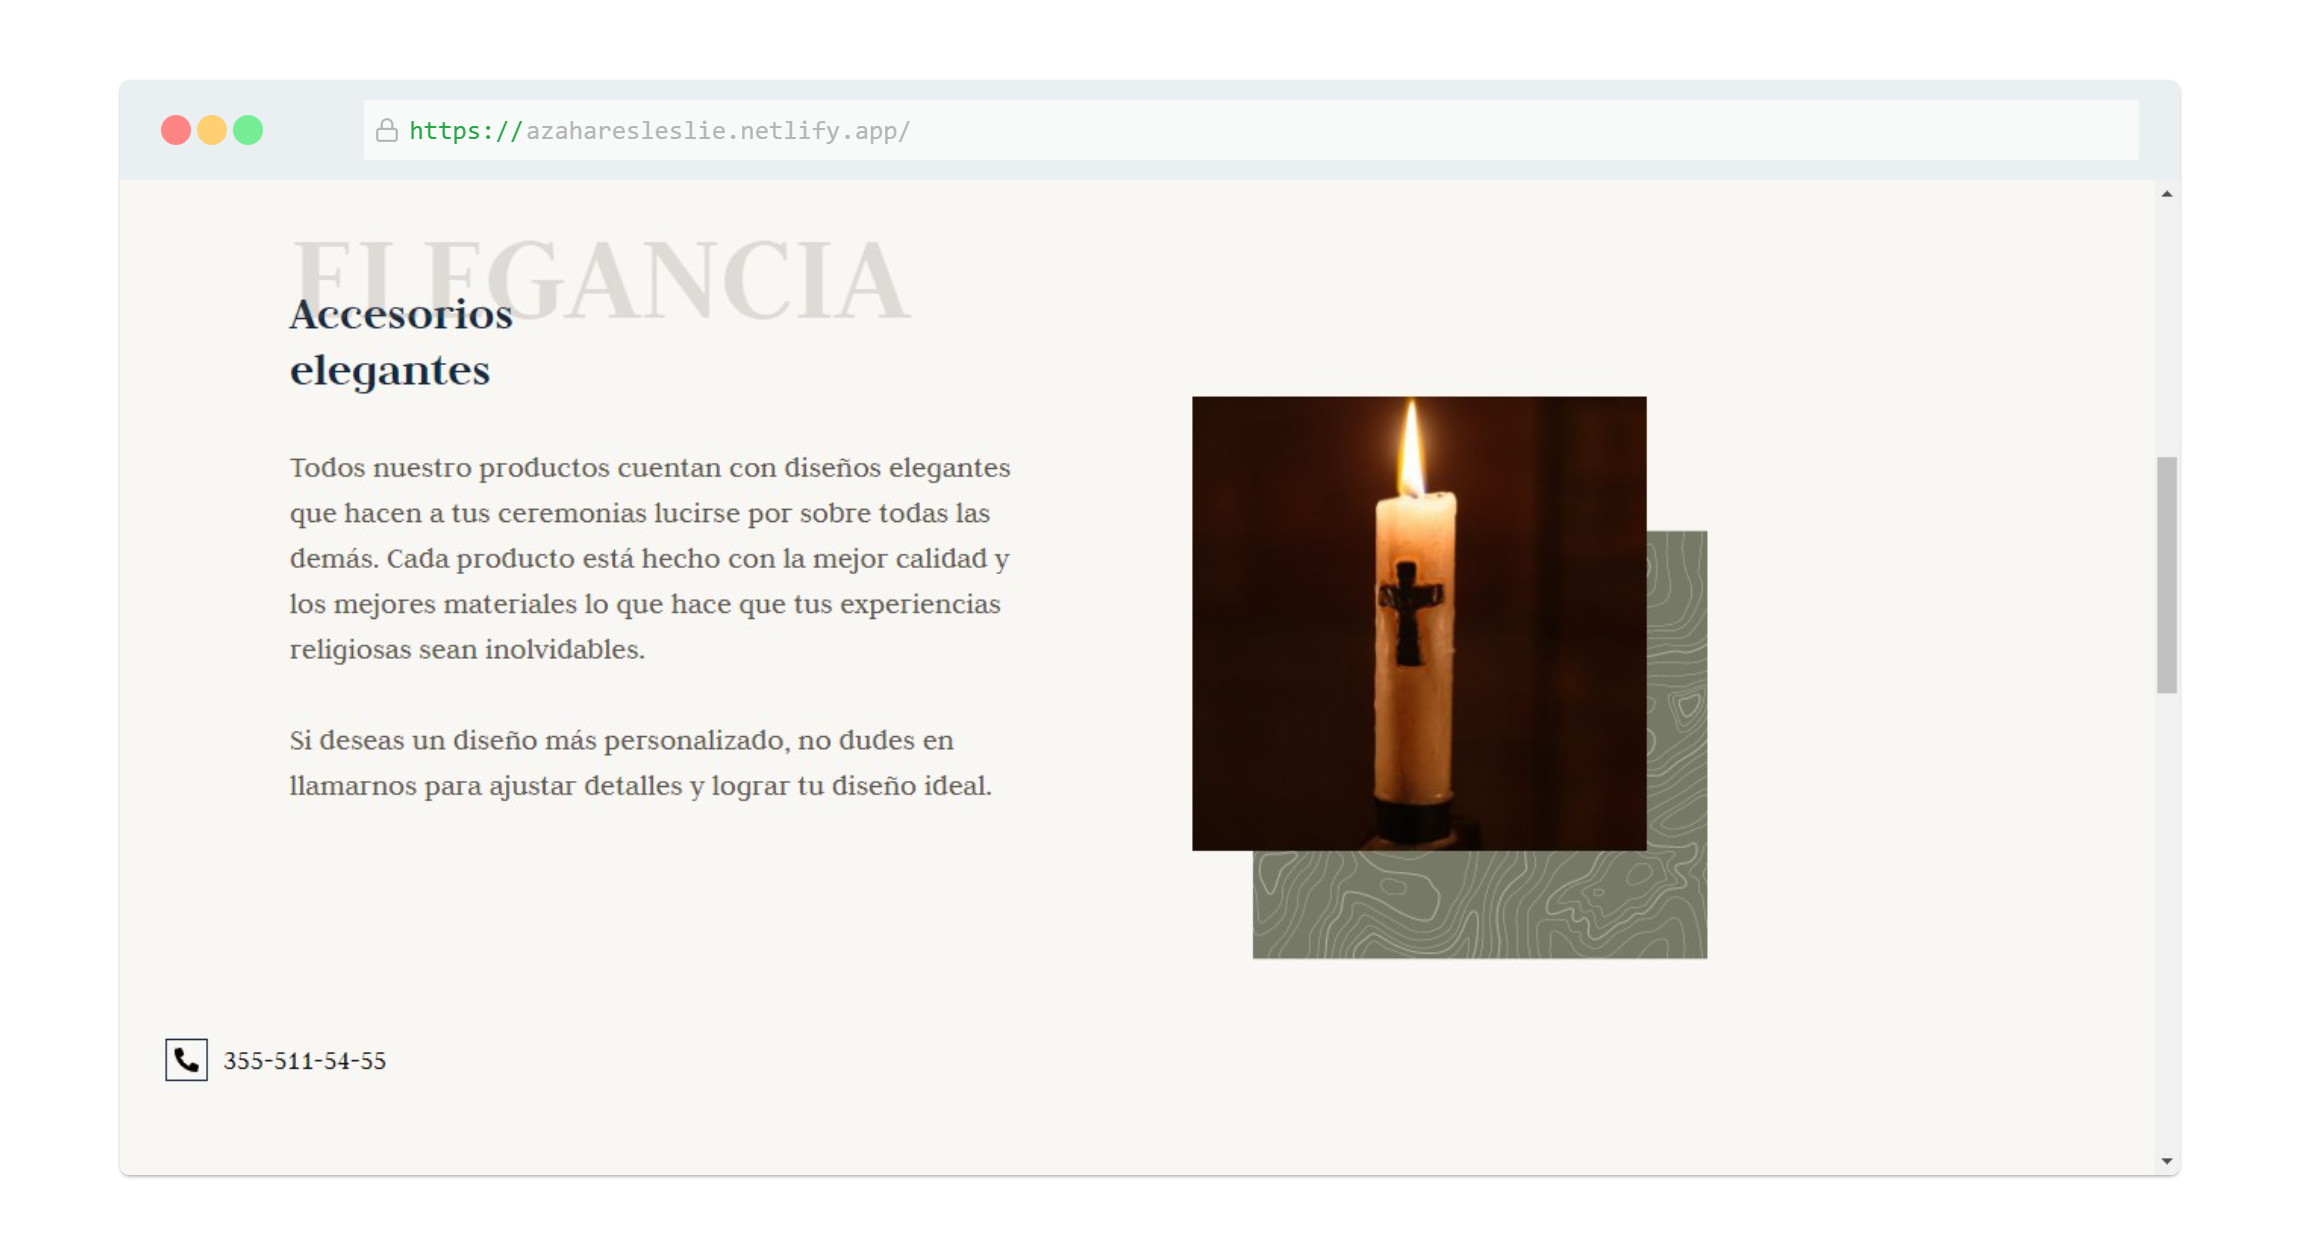 https://azaharesleslie.netlify.app/
ELEGANCIA
Accesorios
elegantes
Todos nuestro productos cuentan con diseños elegantes
que hacen a tus ceremonias lucirse por sobre todas las
demás. Cada producto está hecho con la mejor calidad y
los mejores materiales lo que hace que tus experiencias
religiosas sean inolvidables.
Si deseas un diseño más personalizado, no dudes en
llamarnos para ajustar detalles y lograr tu diseño ideal.
355-511-54-55